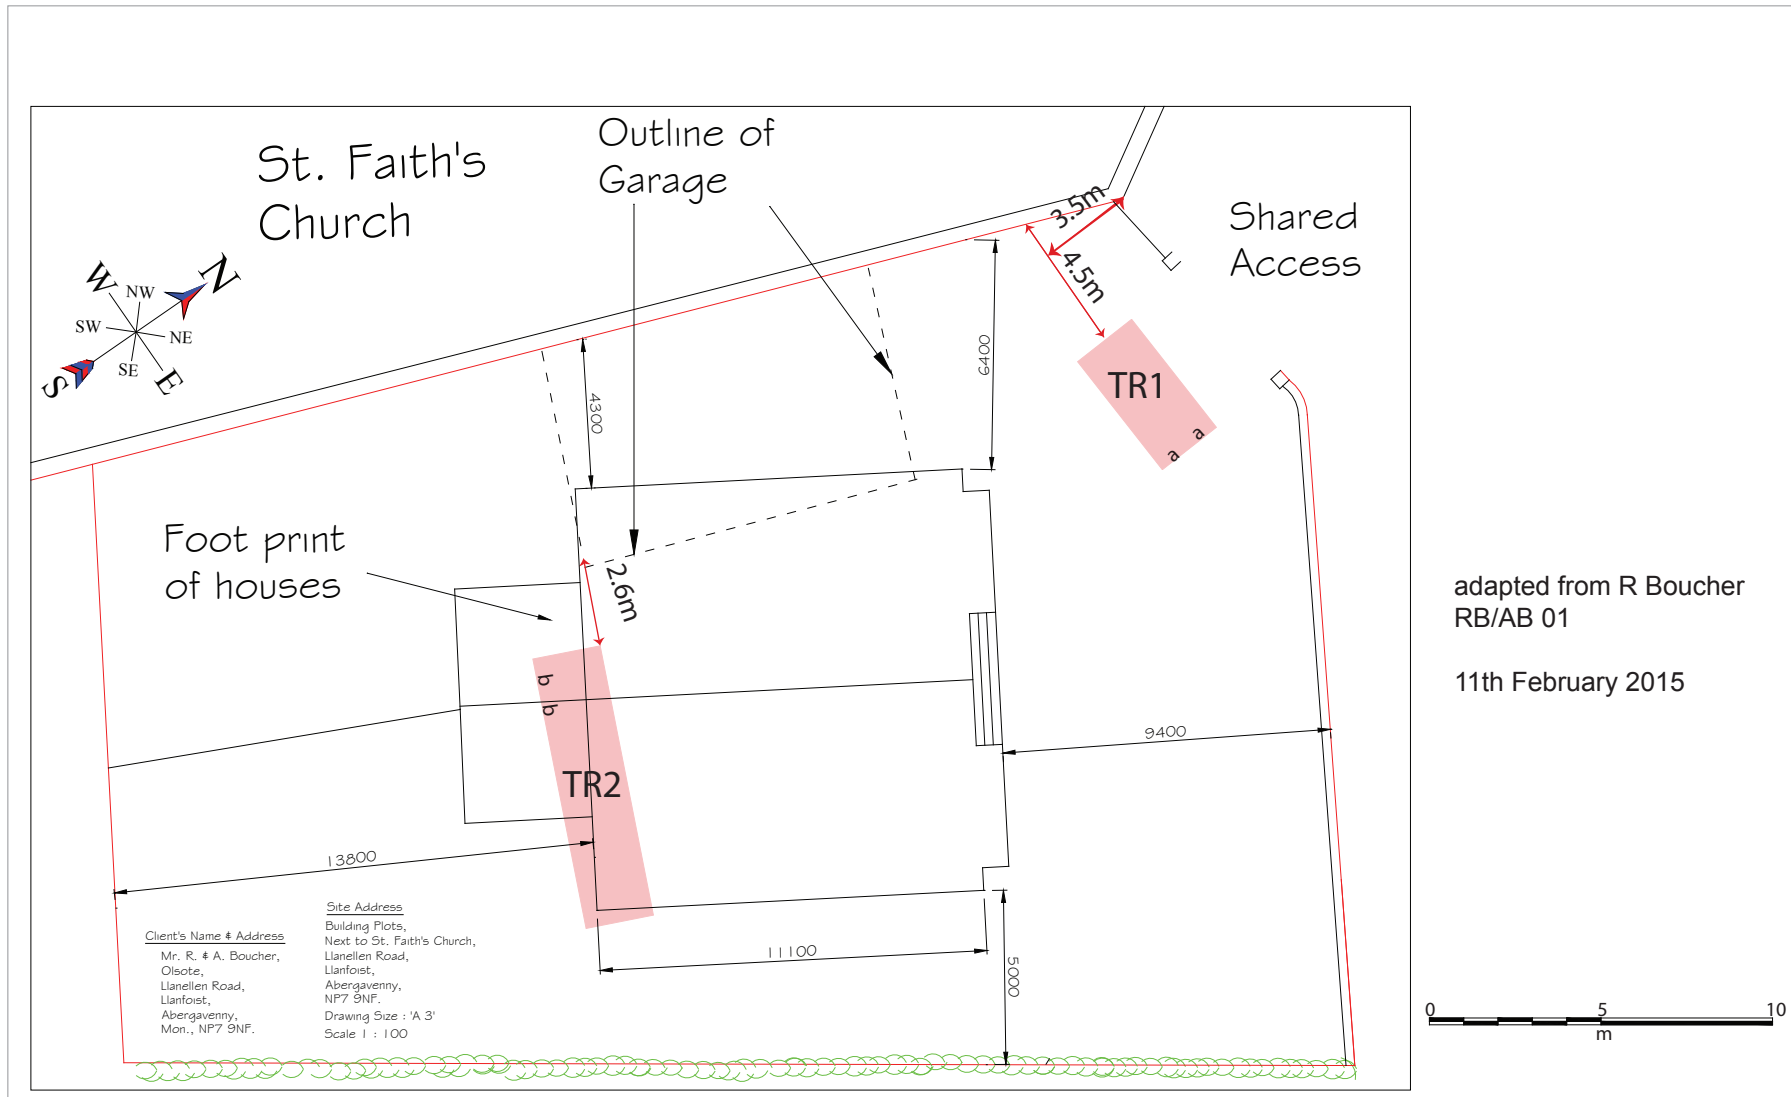 St. Faith's
Church
Outline of
Garage
Shared
Access
3.5m
4.5m
N
W
NW
SW
NE
SE
S
E
6400
4300
TR1
a
a
Foot print
of houses
2.6m
b
b
TR2
9400
13800
11100
5000
Client's Name & Address
Mr. R. & A. Boucher,
Olsote,
Llanellen Road,
Llanfoist,
Abergavenny,
Mon., NP7 9NF.
Site Address
Building Plots,
Next to St. Faith's Church,
Llanellen Road,
Llanfoist,
Abergavenny,
NP7 9NF.
Drawing Size : 'A 3'
Scale 1 : 100
adapted from R Boucher
RB/AB 01
11th February 2015
0 5 10
m